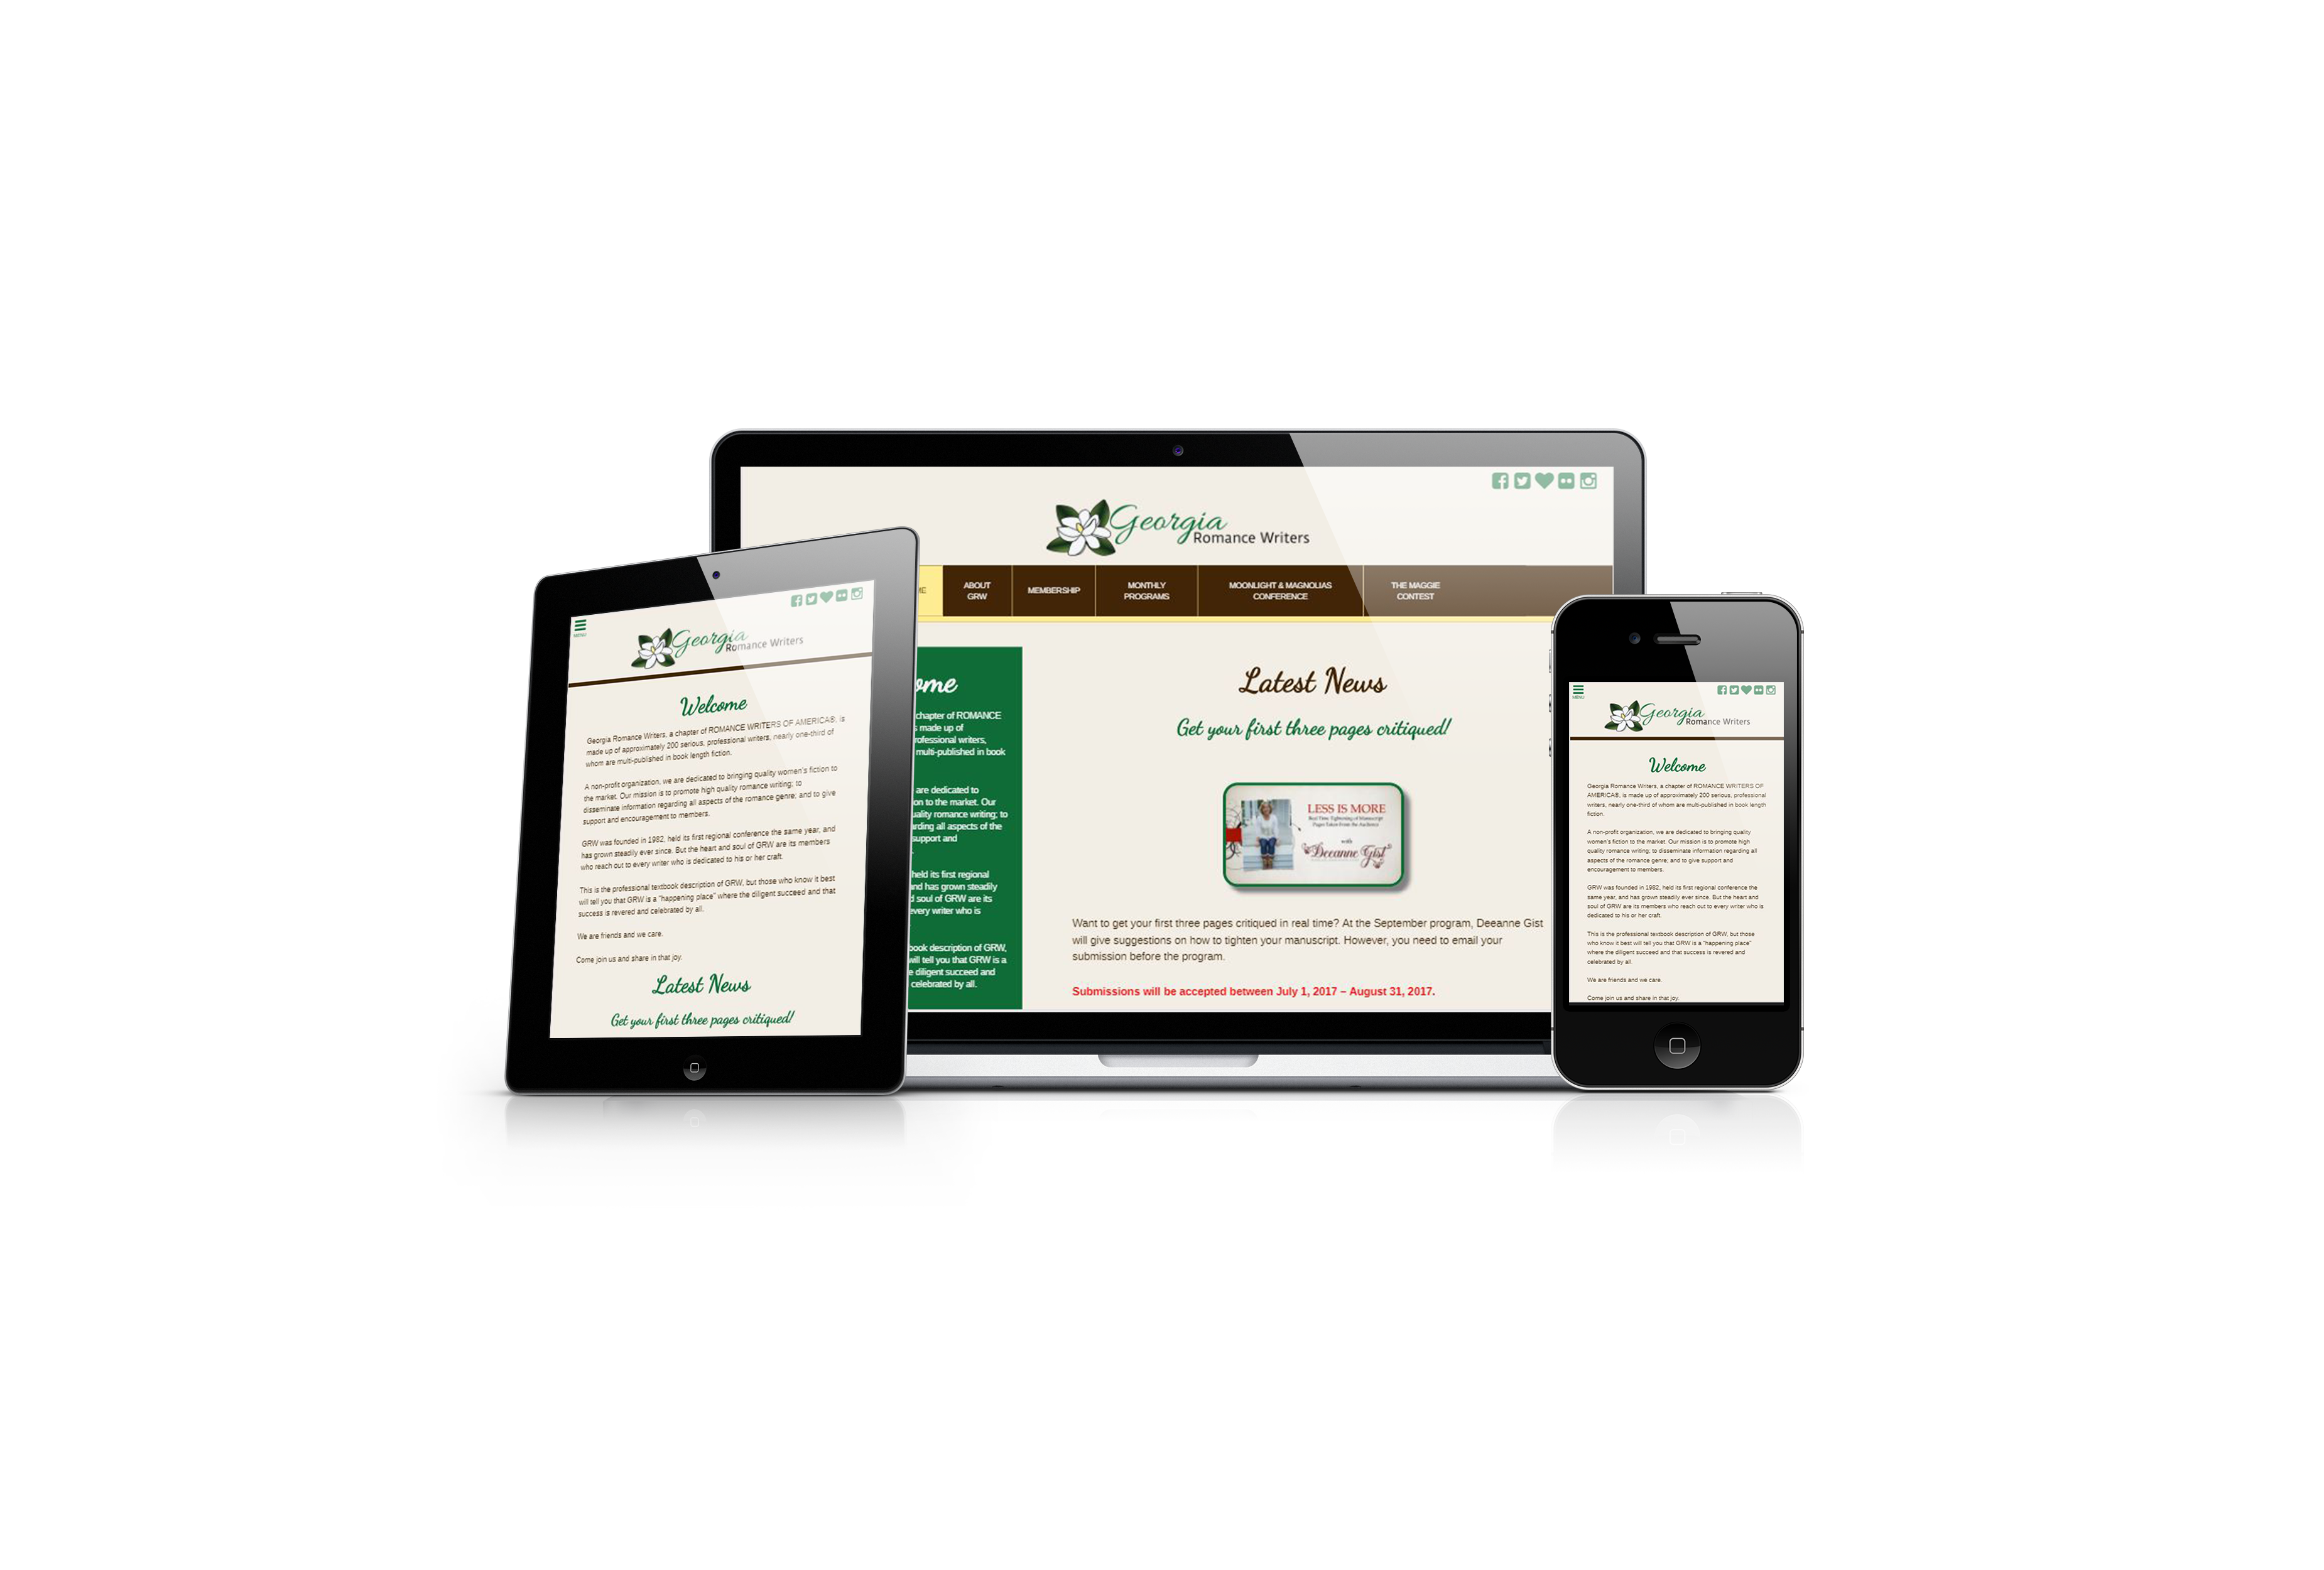 Georgia
Romance Writers
ME
ABOUT
GRW
MEMBERSHIP
MONTHLY
PROGRAMS
MOONLIGHT & MAGNOLIAS
CONFERENCE
THE MAGGIE
CONTEST
ome
chapter of ROMANCE
s made up of
rofessional writers,
multi-published in book
are dedicated to
on to the market. Our
uality romance writing; to
arding all aspects of the
support and
held its first regional
and has grown steadily
d soul of GRW are its
every writer who is
book description of GRW,
will tell you that GRW is a
e diligent succeed and
celebrated by all.
Latest News
Get your first three pages critiqued!
LESS IS MORE
Real Time Tightening of Manuscript
Pages Taken From the Audience
with
Deeanne Gist
Want to get your first three pages critiqued in real time? At the September program, Deeanne Gist
will give suggestions on how to tighten your manuscript. However, you need to email your
submission before the program.
Submissions will be accepted between July 1, 2017 – August 31, 2017.
MENU
Georgia
Romance Writers
Welcome
Georgia Romance Writers, a chapter of ROMANCE WRITERS OF AMERICA®, is
made up of approximately 200 serious, professional writers, nearly one-third of
whom are multi-published in book length fiction.
A non-profit organization, we are dedicated to bringing quality women's fiction to
the market. Our mission is to promote high quality romance writing; to
disseminate information regarding all aspects of the romance genre; and to give
support and encouragement to members.
GRW was founded in 1982, held its first regional conference the same year, and
has grown steadily ever since. But the heart and soul of GRW are its members
who reach out to every writer who is dedicated to his or her craft.
This is the professional textbook description of GRW, but those who know it best
will tell you that GRW is a "happening place" where the diligent succeed and that
success is revered and celebrated by all.
We are friends and we care.
Come join us and share in that joy.
Latest News
Get your first three pages critiqued!
MENU
Georgia
Romance Writers
Welcome
Georgia Romance Writers, a chapter of ROMANCE WRITERS OF
AMERICA®, is made up of approximately 200 serious, professional
writers, nearly one-third of whom are multi-published in book length
fiction.
A non-profit organization, we are dedicated to bringing quality
women's fiction to the market. Our mission is to promote high
quality romance writing; to disseminate information regarding all
aspects of the romance genre; and to give support and
encouragement to members.
GRW was founded in 1982, held its first regional conference the
same year, and has grown steadily ever since. But the heart and
soul of GRW are its members who reach out to every writer who is
dedicated to his or her craft.
This is the professional textbook description of GRW, but those
who know it best will tell you that GRW is a "happening place"
where the diligent succeed and that success is revered and
celebrated by all.
We are friends and we care.
Come join us and share in that joy.